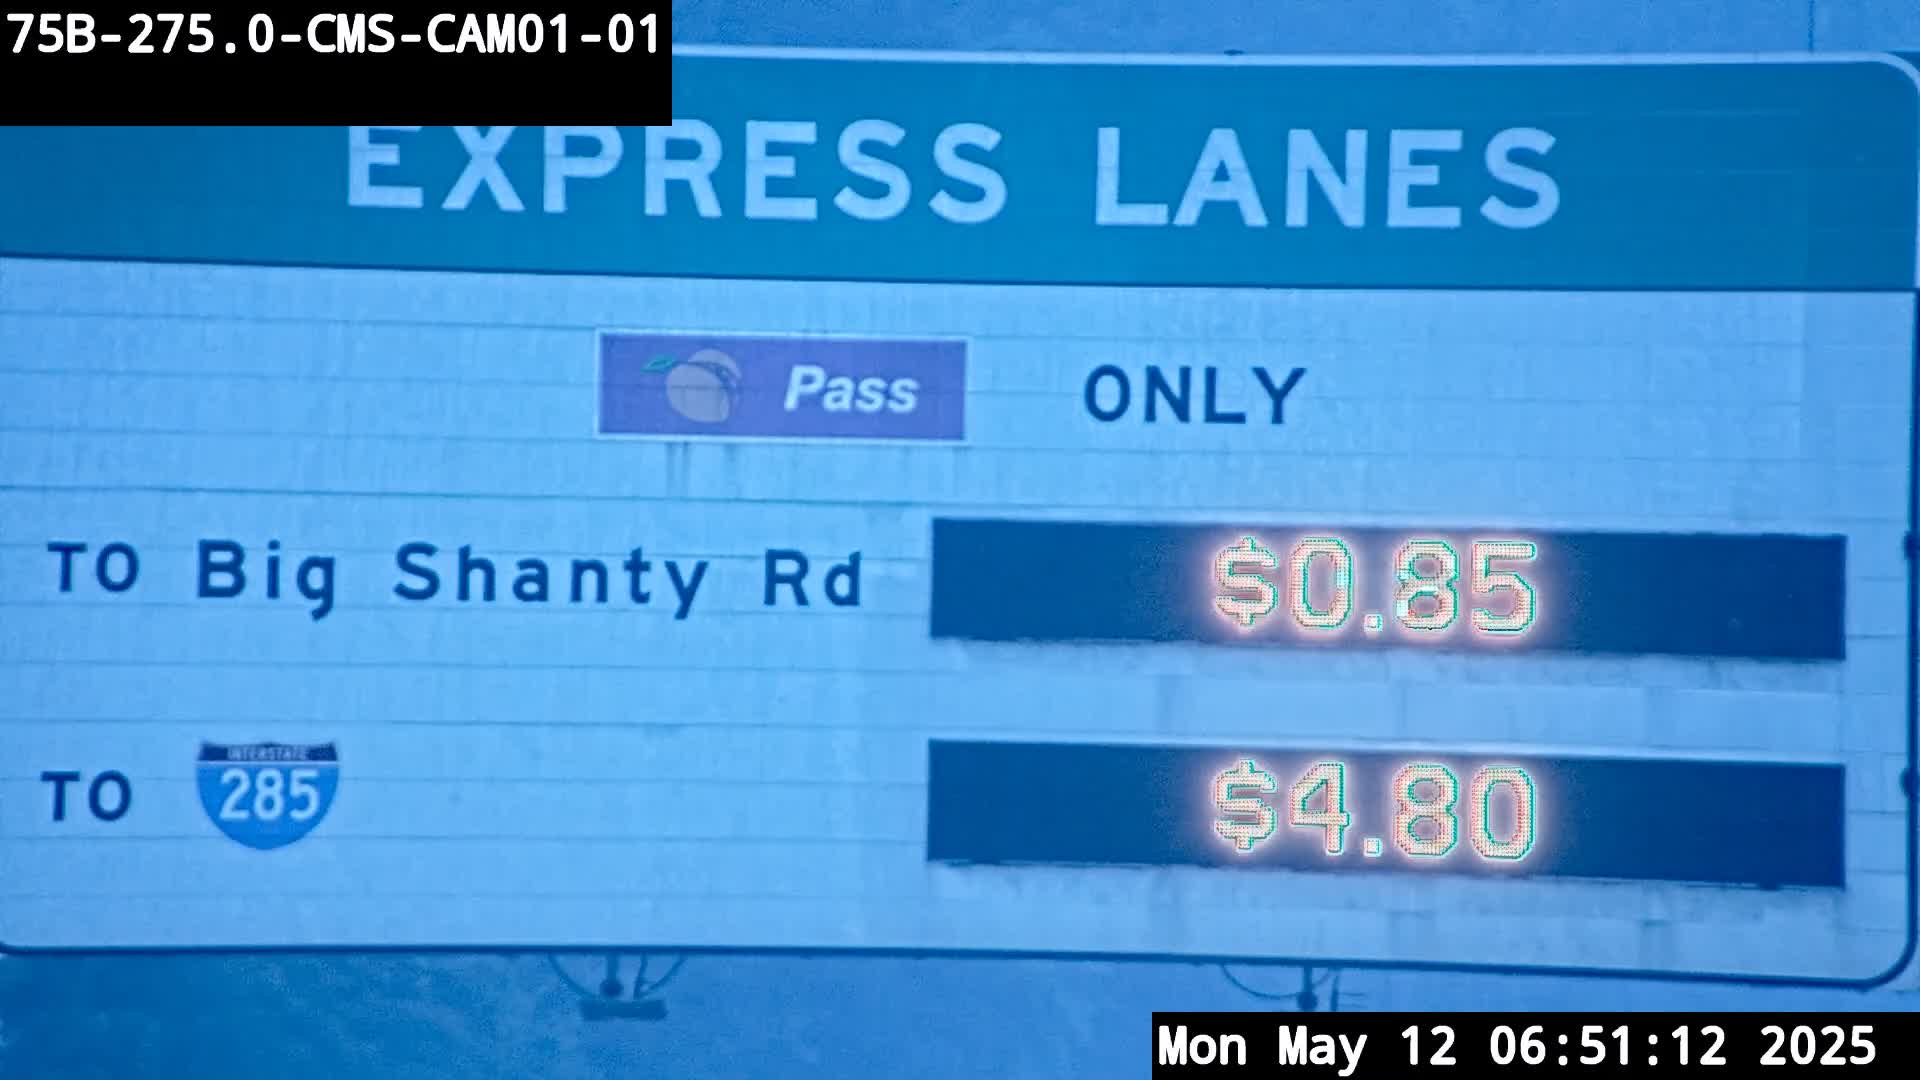 75B-275.0-CMS-CAM01-01
EXPRESS LANES
Pass ONLY
TO Big Shanty Rd $0.85
INTERSTATE
TO 285 $4.80
Mon May 12 06:51:12 2025